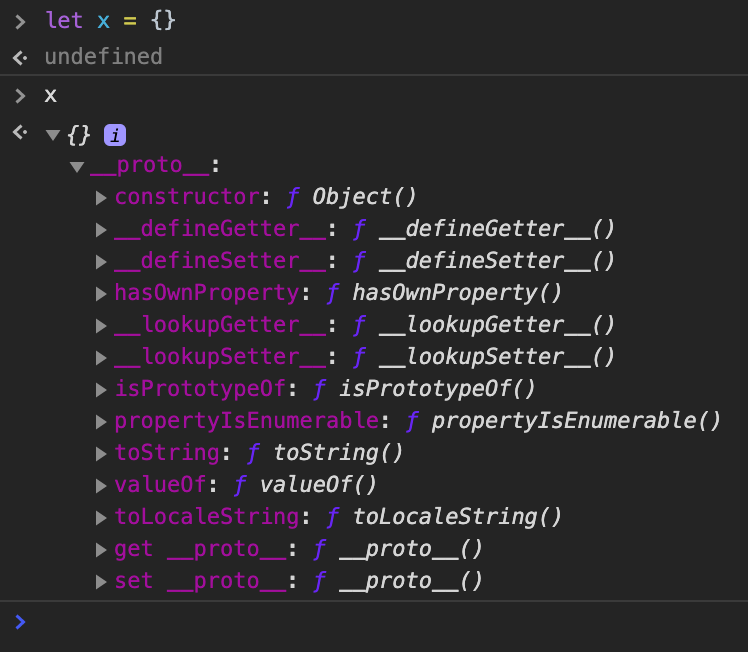 > let x = {}
<· undefined
> x
<· ▼ {} i
▼ __proto__:
▶ constructor: ƒ Object()
▶ __defineGetter__: ƒ __defineGetter__()
▶ __defineSetter__: ƒ __defineSetter__()
▶ hasOwnProperty: ƒ hasOwnProperty()
▶ __lookupGetter__: ƒ __lookupGetter__()
▶ __lookupSetter__: ƒ __lookupSetter__()
▶ isPrototypeOf: ƒ isPrototypeOf()
▶ propertyIsEnumerable: ƒ propertyIsEnumerable()
▶ toString: ƒ toString()
▶ valueOf: ƒ valueOf()
▶ toLocaleString: ƒ toLocaleString()
▶ get __proto__: ƒ __proto__()
▶ set __proto__: ƒ __proto__()
>